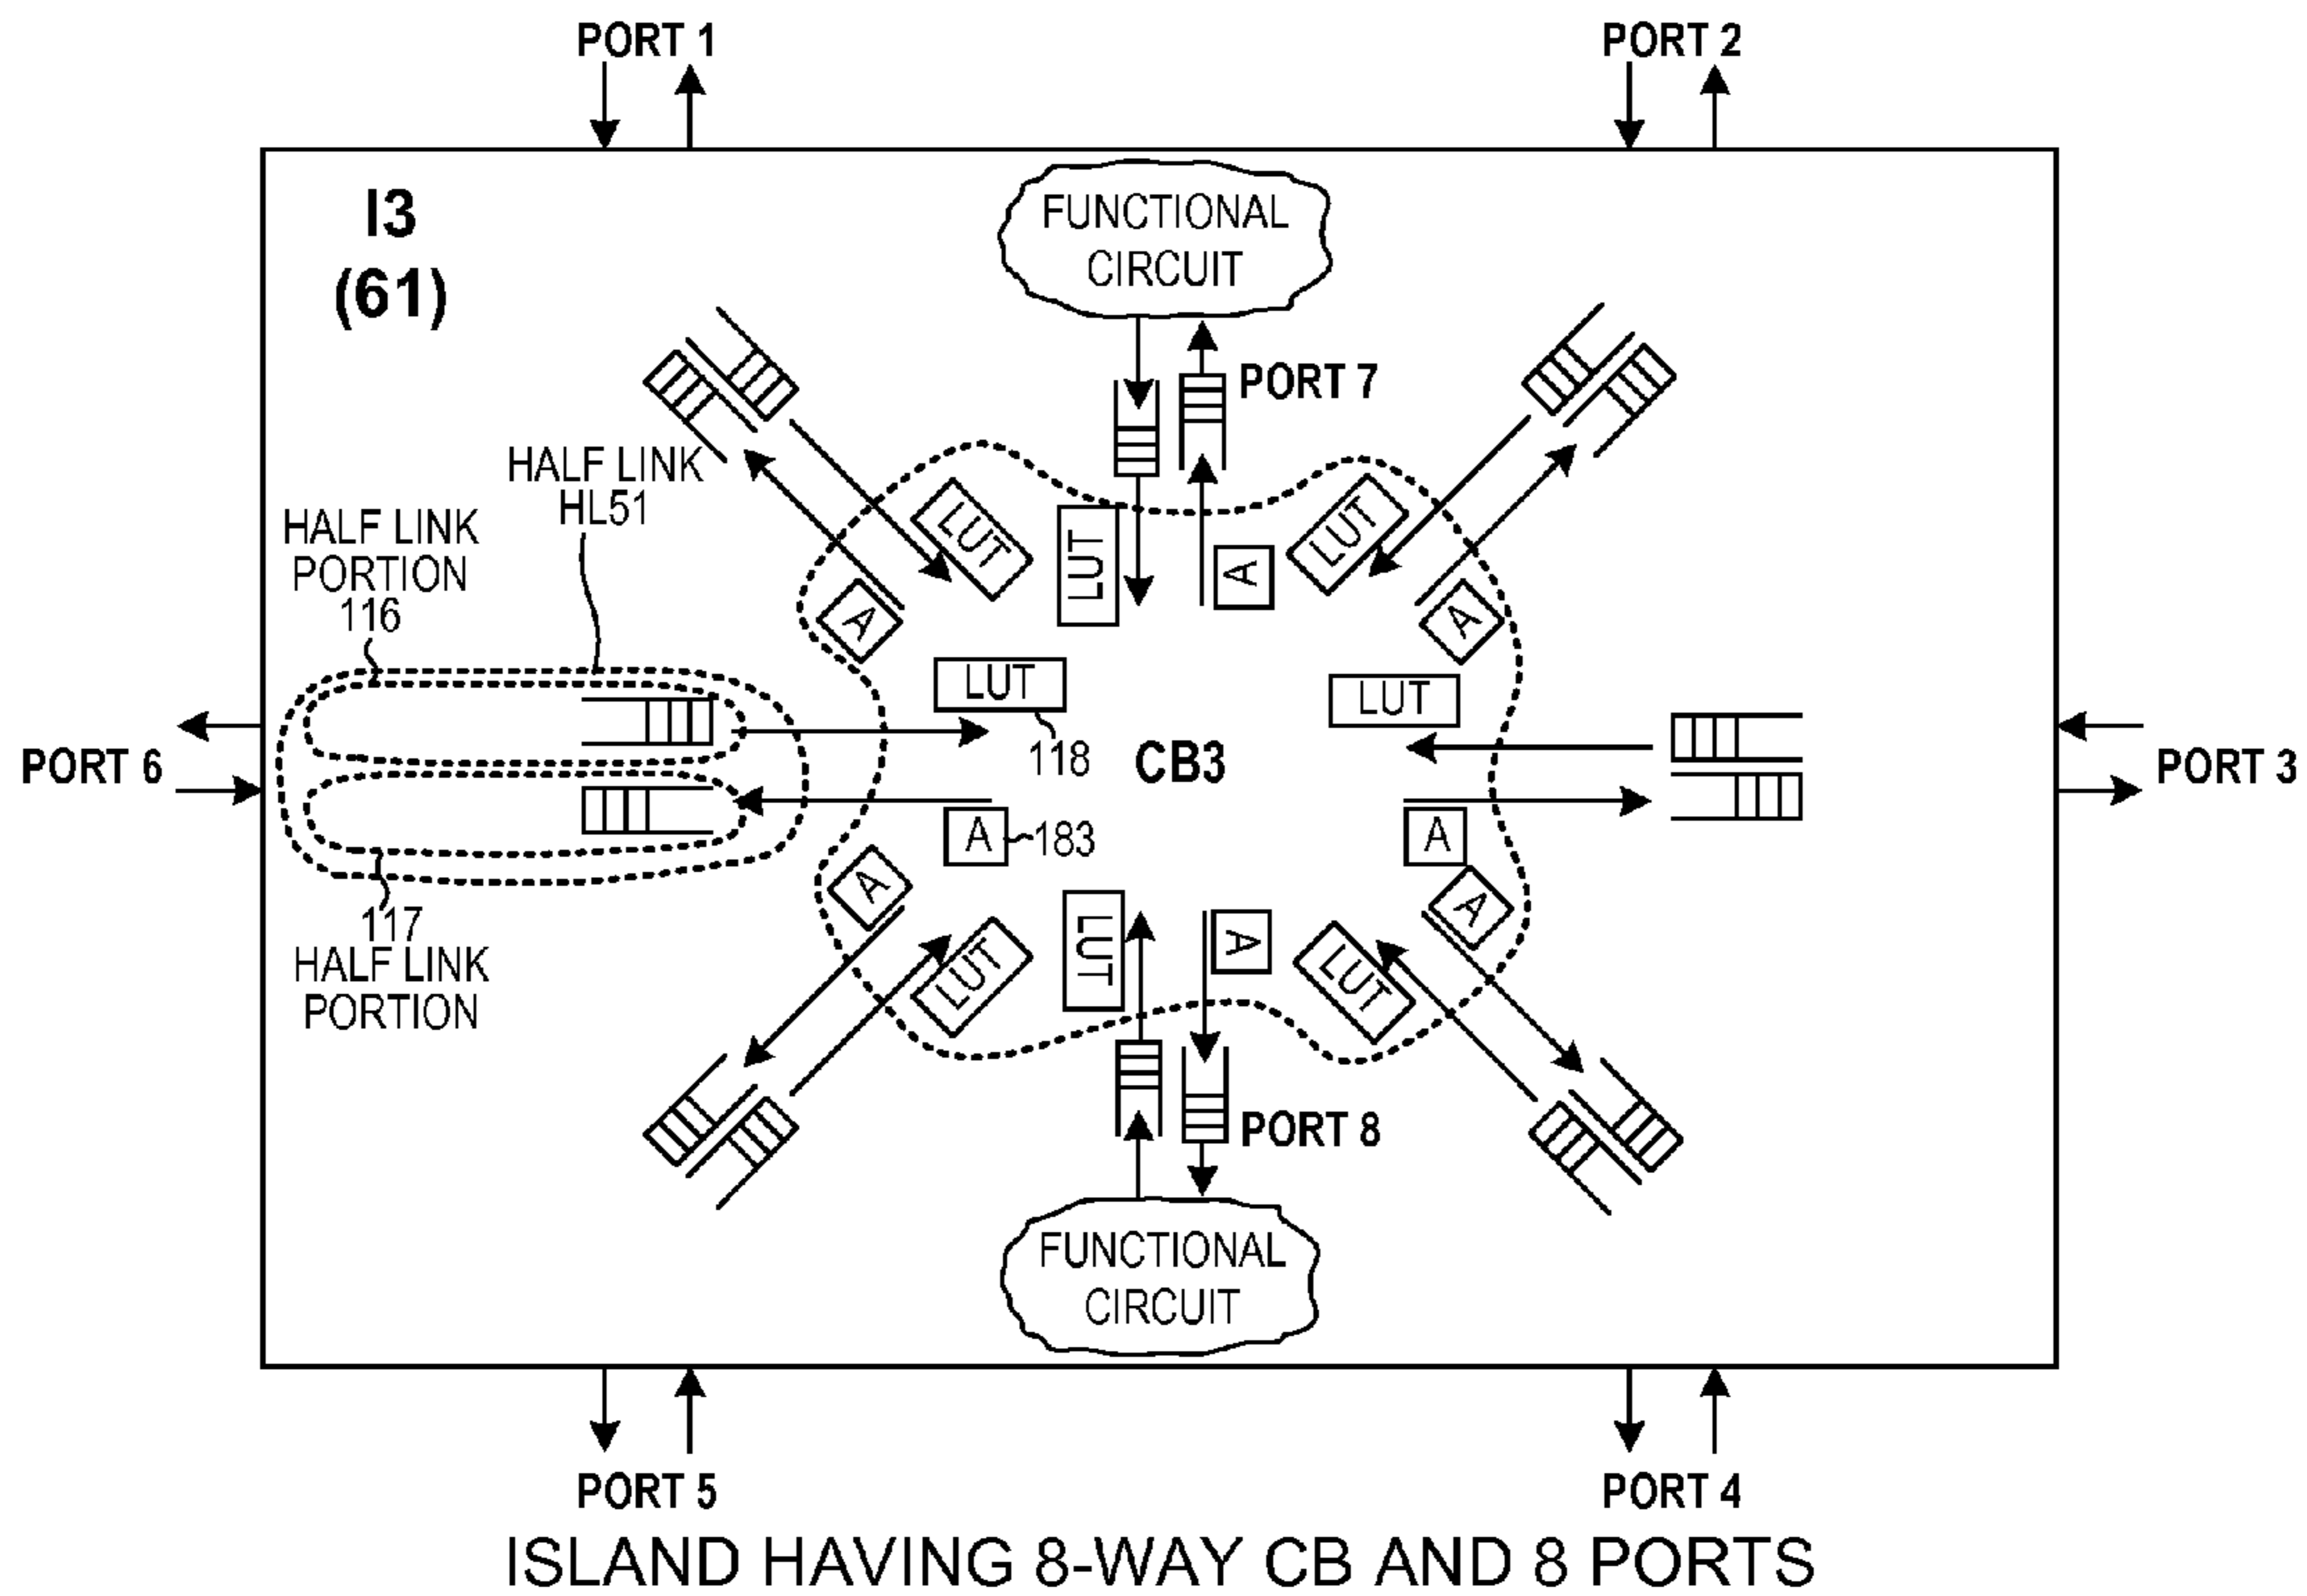 PORT 1
PORT 2
I3
(61)
FUNCTIONAL
CIRCUIT
PORT 7
HALF LINK
HL51
HALF LINK
PORTION
116
LUT
LUT
LUT
A
A
A
LUT
118
LUT
CB3
PORT 6
PORT 3
A
183
A
A
A
117
HALF LINK
PORTION
LUT
LUT
A
LUT
PORT 8
FUNCTIONAL
CIRCUIT
PORT 5
PORT 4
ISLAND HAVING 8-WAY CB AND 8 PORTS